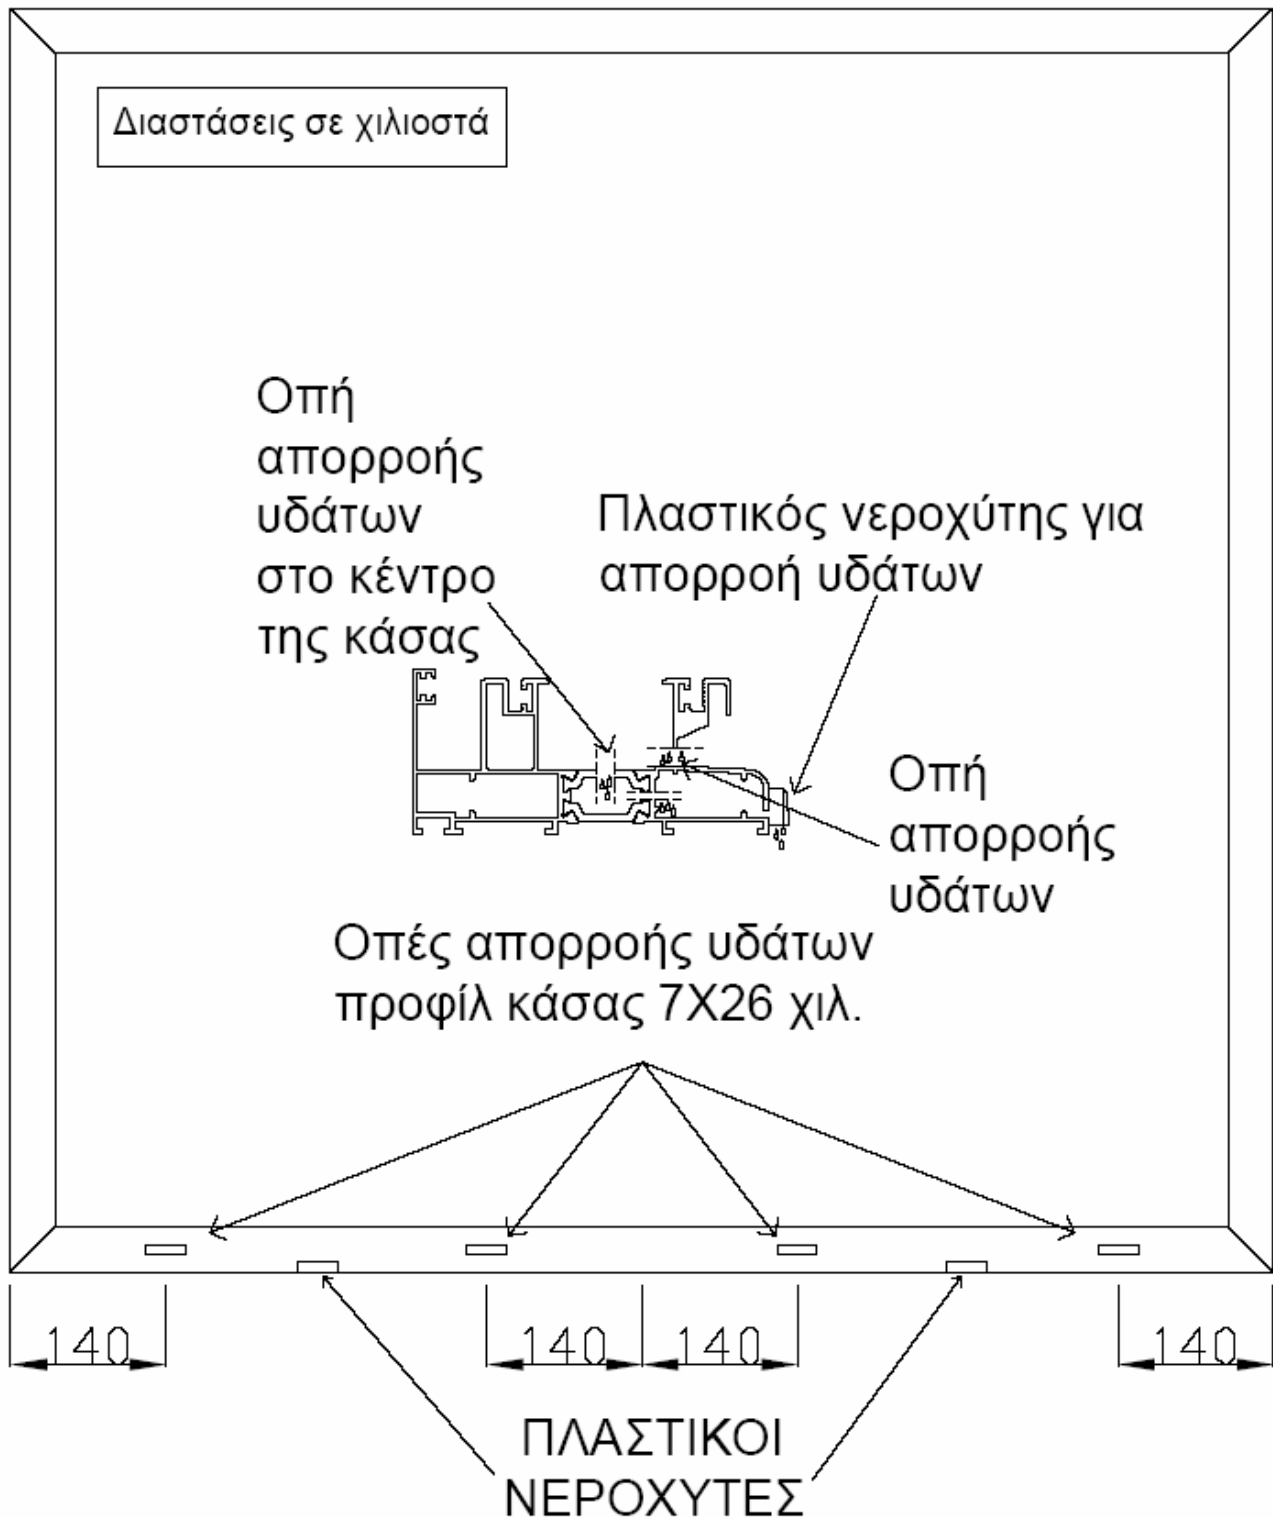 Διαστάσεις σε χιλιοστά
Οπή
απορροής
υδάτων
στο κέντρο
της κάσας
Πλαστικός νεροχύτης για
απορροή υδάτων
Οπή
απορροής
υδάτων
Οπές απορροής υδάτων
προφίλ κάσας 7X26 χιλ.
140
140
140
140
ΠΛΑΣΤΙΚΟΙ
ΝΕΡΟΧΥΤΕΣ